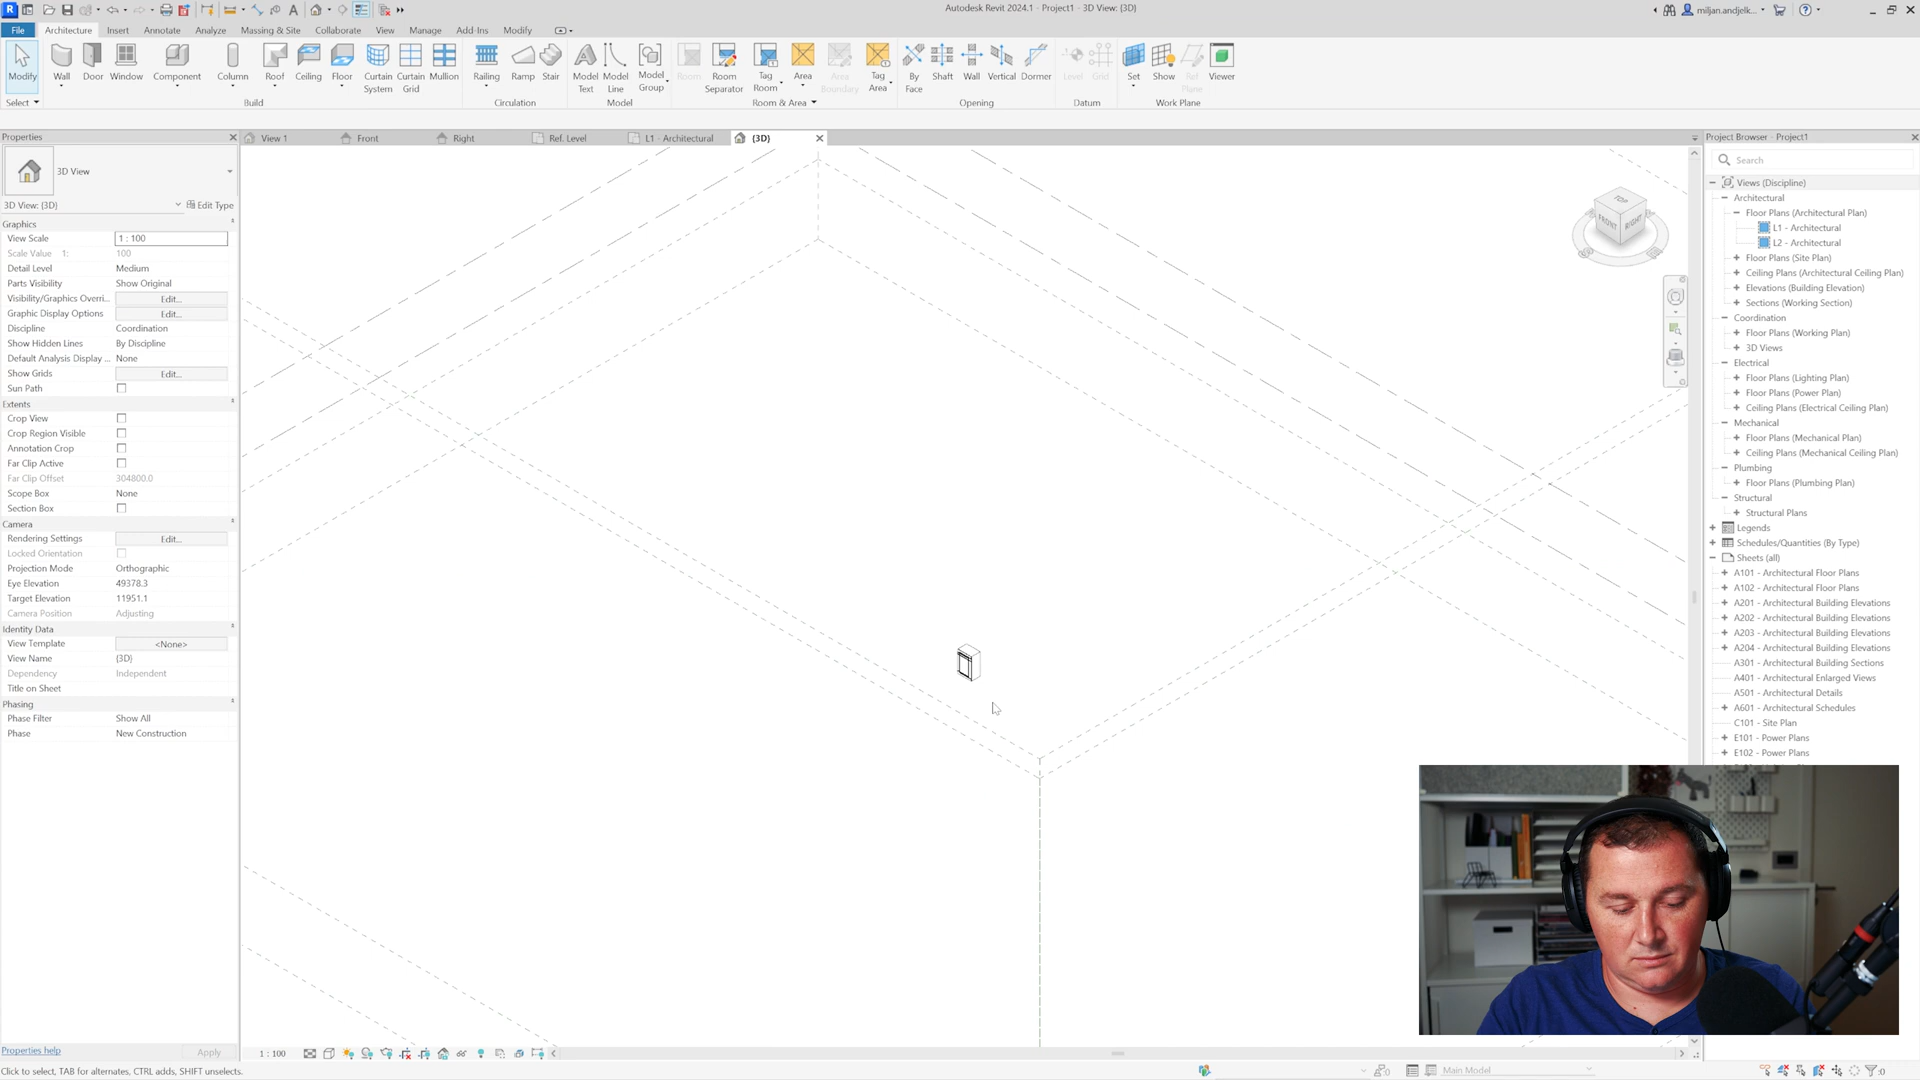 Autodesk Revit 2024.1 - Project1 - 3D View: {3D}
miljan.andjelk...
File
Architecture
Insert
Annotate
Analyze
Massing & Site
Collaborate
View
Manage
Add-Ins
Modify
Modify
Wall
Door
Window
Component
Column
Roof
Ceiling
Floor
Curtain System
Curtain Grid
Mullion
Railing
Ramp
Stair
Model Text
Model Line
Model Group
Room
Room Separator
Tag Room
Area
Area Boundary
Tag Area
By Face
Shaft
Wall
Vertical
Dormer
Level
Grid
Set
Show
Ref Plane
Viewer
Select
Build
Circulation
Model
Room & Area
Opening
Datum
Work Plane
Properties
View 1
Front
Right
Ref. Level
L1 - Architectural
{3D}
Project Browser - Project1
3D View
3D View: {3D}
Edit Type
Graphics
View Scale
1 : 100
Scale Value 1:
100
Detail Level
Medium
Parts Visibility
Show Original
Visibility/Graphics Overri...
Edit...
Graphic Display Options
Edit...
Discipline
Coordination
Show Hidden Lines
By Discipline
Default Analysis Display ...
None
Show Grids
Edit...
Sun Path
Extents
Crop View
Crop Region Visible
Annotation Crop
Far Clip Active
Far Clip Offset
304800.0
Scope Box
None
Section Box
Camera
Rendering Settings
Edit...
Locked Orientation
Projection Mode
Orthographic
Eye Elevation
49378.3
Target Elevation
11951.1
Camera Position
Adjusting
Identity Data
View Template
<None>
View Name
{3D}
Dependency
Independent
Title on Sheet
Phasing
Phase Filter
Show All
Phase
New Construction
Properties help
Apply
TOP
FRONT
RIGHT
Search
Views (Discipline)
Architectural
Floor Plans (Architectural Plan)
L1 - Architectural
L2 - Architectural
Floor Plans (Site Plan)
Ceiling Plans (Architectural Ceiling Plan)
Elevations (Building Elevation)
Sections (Working Section)
Coordination
Floor Plans (Working Plan)
3D Views
Electrical
Floor Plans (Lighting Plan)
Floor Plans (Power Plan)
Ceiling Plans (Electrical Ceiling Plan)
Mechanical
Floor Plans (Mechanical Plan)
Ceiling Plans (Mechanical Ceiling Plan)
Plumbing
Floor Plans (Plumbing Plan)
Structural
Structural Plans
Legends
Schedules/Quantities (By Type)
Sheets (all)
A101 - Architectural Floor Plans
A102 - Architectural Floor Plans
A201 - Architectural Building Elevations
A202 - Architectural Building Elevations
A203 - Architectural Building Elevations
A204 - Architectural Building Elevations
A301 - Architectural Building Sections
A401 - Architectural Enlarged Views
A501 - Architectural Details
A601 - Architectural Schedules
C101 - Site Plan
E101 - Power Plans
E102 - Power Plans
1 : 100
Click to select, TAB for alternates, CTRL adds, SHIFT unselects.
:0
Main Model
:0